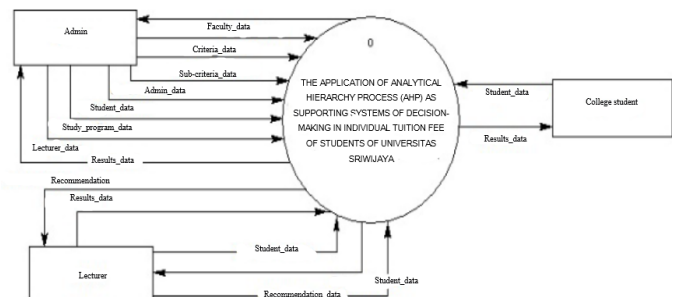 Faculty_data
Admin
0
Criteria_data
Sub-criteria_data
Admin_data
Student_data
Study_program_data
Lecturer_data
Results_data
THE APPLICATION OF ANALYTICAL
HIERARCHY PROCESS (AHP) AS
SUPPORTING SYSTEMS OF DECISION-
MAKING IN INDIVIDUAL TUITION FEE
OF STUDENTS OF UNIVERSITAS
SRIWIJAYA
Student_data
College student
Results_data
Recommendation
Results_data
Student_data
Lecturer
Student_data
Recommendation_data